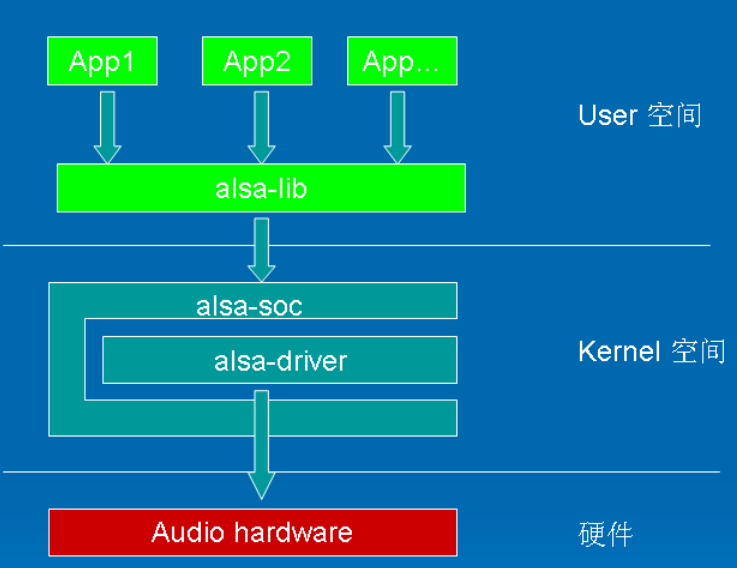 App1 App2 App...
User 空间
alsa-lib
alsa-soc
Kernel 空间
alsa-driver
Audio hardware
硬件